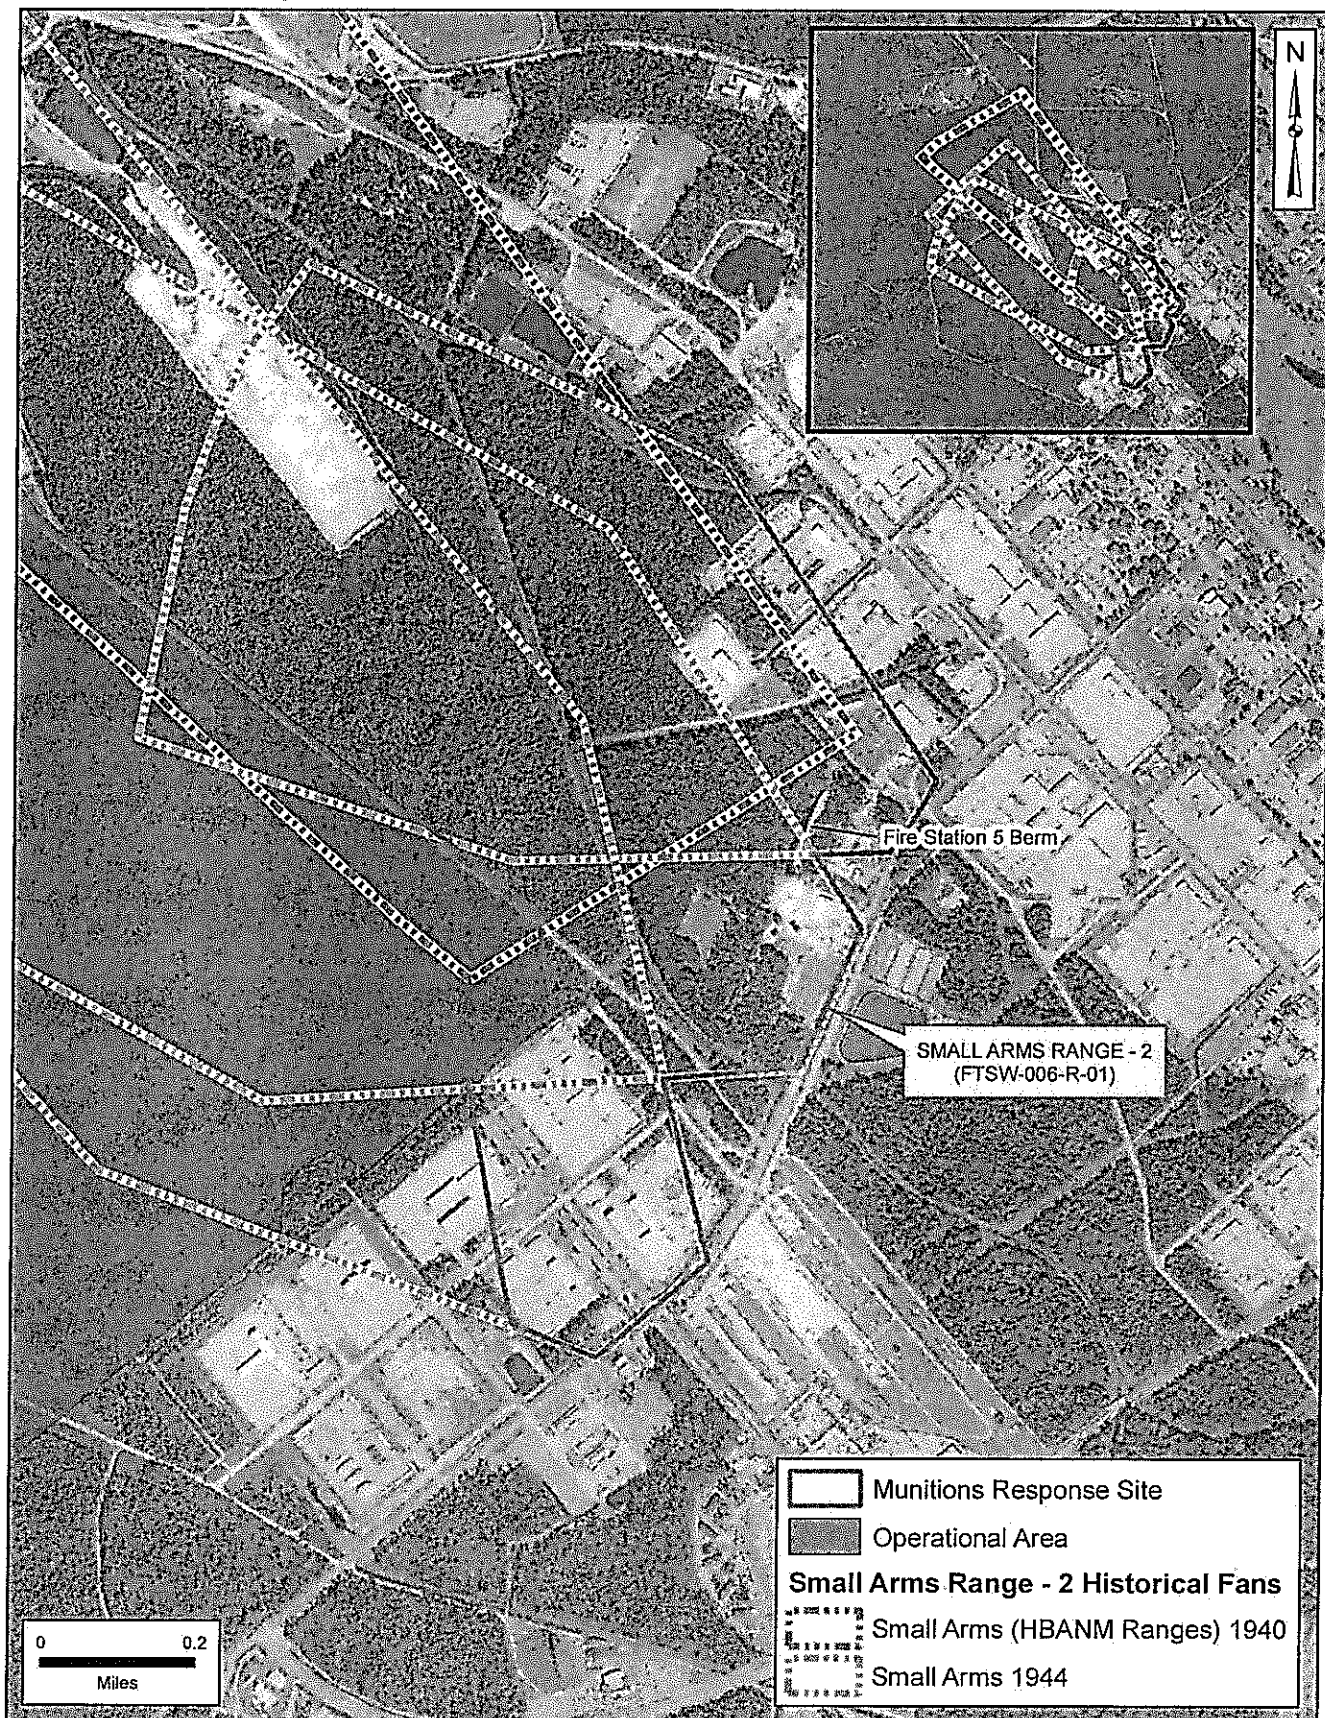 N
Fire Station 5 Berm
SMALL ARMS RANGE - 2
(FTSW-006-R-01)
Munitions Response Site
Operational Area
Small Arms Range - 2 Historical Fans
Small Arms (HBANM Ranges) 1940
Small Arms 1944
0 0.2
Miles